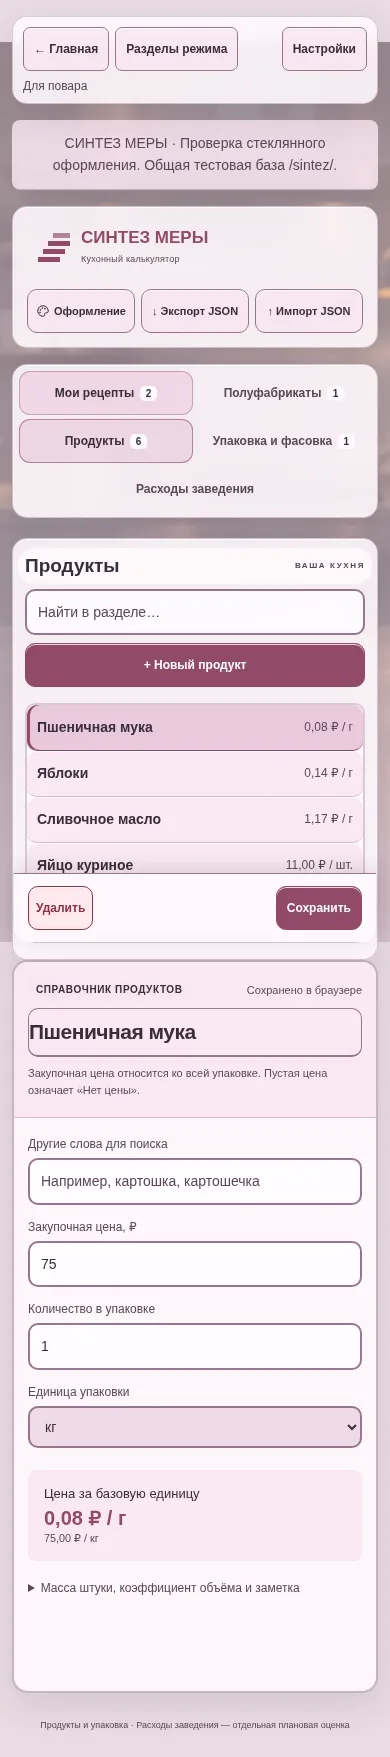 ← Главная
Разделы режима
Настройки
Для повара
СИНТЕЗ МЕРЫ · Проверка стеклянного
оформления. Общая тестовая база /sintez/.
СИНТЕЗ МЕРЫ
Кухонный калькулятор
Оформление
↓ Экспорт JSON
↑ Импорт JSON
Мои рецепты 2
Полуфабрикаты 1
Продукты 6
Упаковка и фасовка 1
Расходы заведения
Продукты
ВАША КУХНЯ
Найти в разделе…
+ Новый продукт
Пшеничная мука 0,08 ₽ / г
Яблоки 0,14 ₽ / г
Сливочное масло 1,17 ₽ / г
Яйцо куриное 11,00 ₽ / шт.
Удалить
Сохранить
СПРАВОЧНИК ПРОДУКТОВ
Сохранено в браузере
Пшеничная мука
Закупочная цена относится ко всей упаковке. Пустая цена
означает «Нет цены».
Другие слова для поиска
Например, картошка, картошечка
Закупочная цена, ₽
75
Количество в упаковке
1
Единица упаковки
кг
Цена за базовую единицу
0,08 ₽ / г
75,00 ₽ / кг
Масса штуки, коэффициент объёма и заметка
Продукты и упаковка · Расходы заведения — отдельная плановая оценка